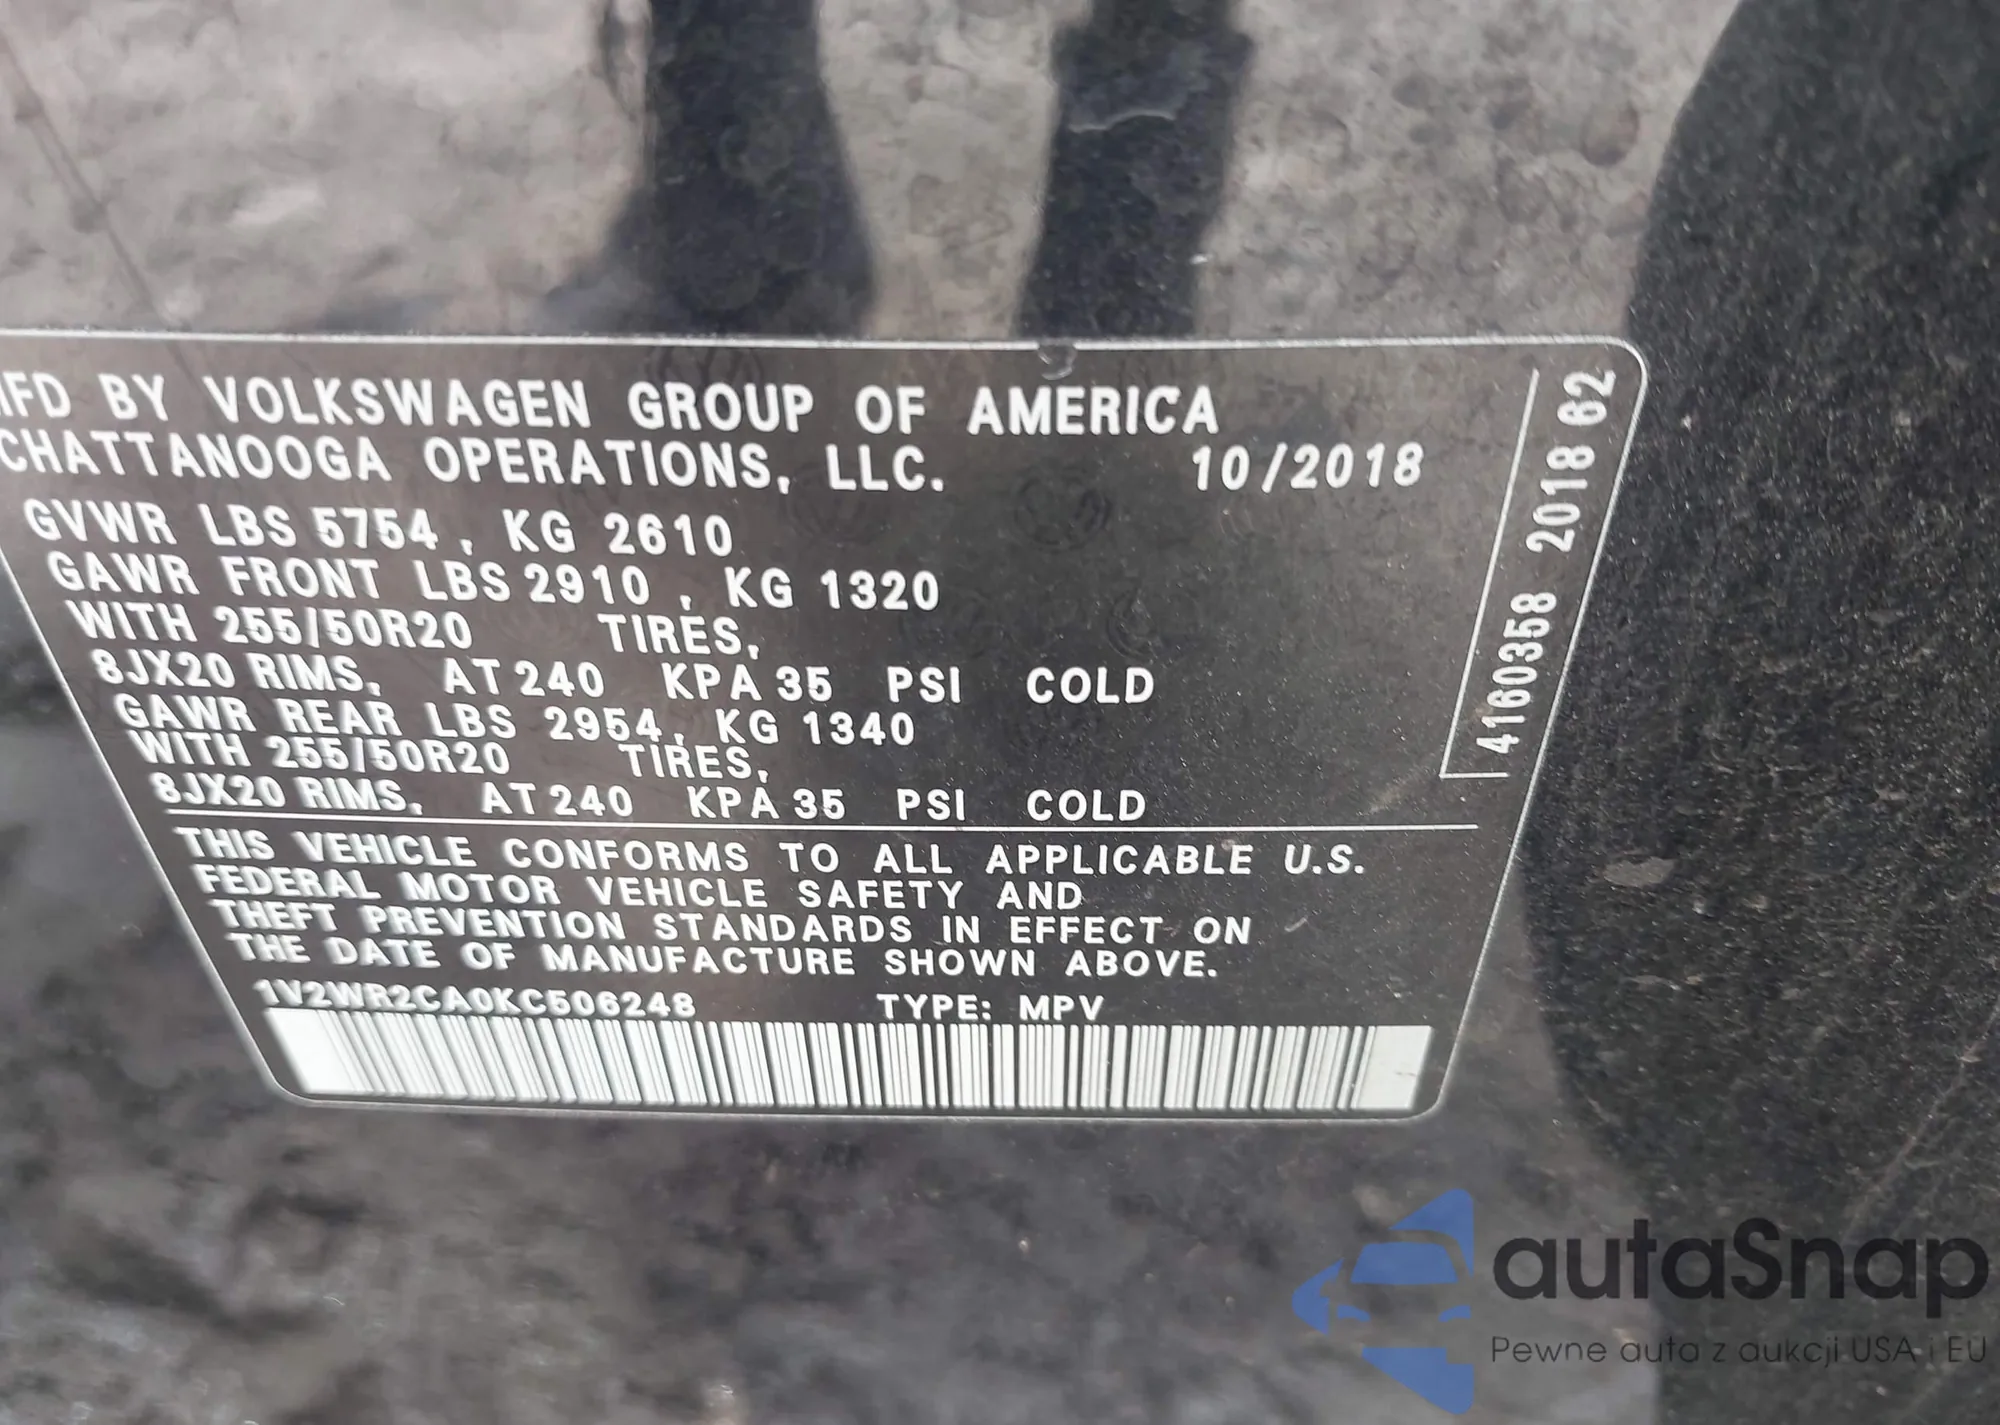 MFD BY VOLKSWAGEN GROUP OF AMERICA
CHATTANOOGA OPERATIONS, LLC. 10/2018
GVWR LBS 5754 , KG 2610
GAWR FRONT LBS 2910 , KG 1320
WITH 255/50R20 TIRES,
8JX20 RIMS, AT 240 KPA 35 PSI COLD
GAWR REAR LBS 2954, KG 1340
WITH 255/50R20 TIRES,
8JX20 RIMS, AT 240 KPA 35 PSI COLD
THIS VEHICLE CONFORMS TO ALL APPLICABLE U.S.
FEDERAL MOTOR VEHICLE SAFETY AND
THEFT PREVENTION STANDARDS IN EFFECT ON
THE DATE OF MANUFACTURE SHOWN ABOVE.
1V2WR2CA0KC506248 TYPE: MPV
4160358 2018 62
autaSnap
Pewne auta z aukcji USA i EU